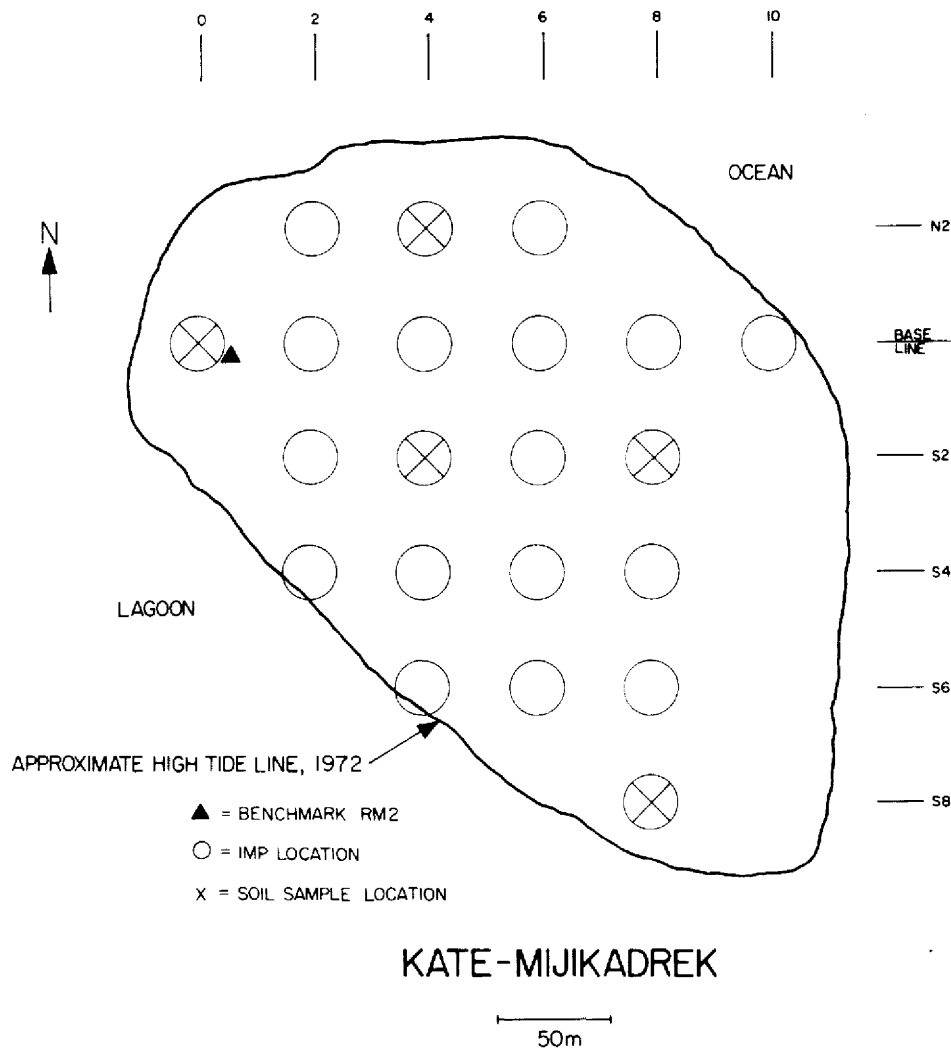 0 2 4 6 8 10
OCEAN
N
N2
BASE
LINE
S2
S4
LAGOON
S6
APPROXIMATE HIGH TIDE LINE, 1972
S8
▲ = BENCHMARK RM2
○ = IMP LOCATION
X = SOIL SAMPLE LOCATION
KATE-MIJIKADREK
50m